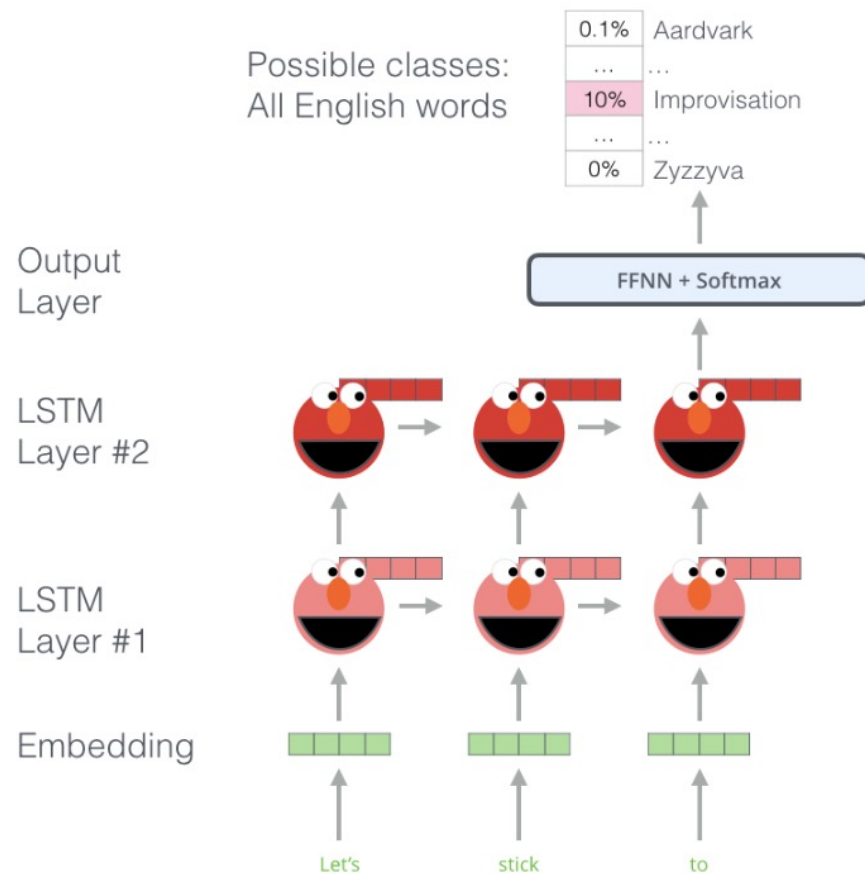 Possible classes:
All English words
0.1% Aardvark
... ...
10% Improvisation
... ...
0% Zyzzyva
Output
Layer
FFNN + Softmax
LSTM
Layer #2
LSTM
Layer #1
Embedding
Let's stick to